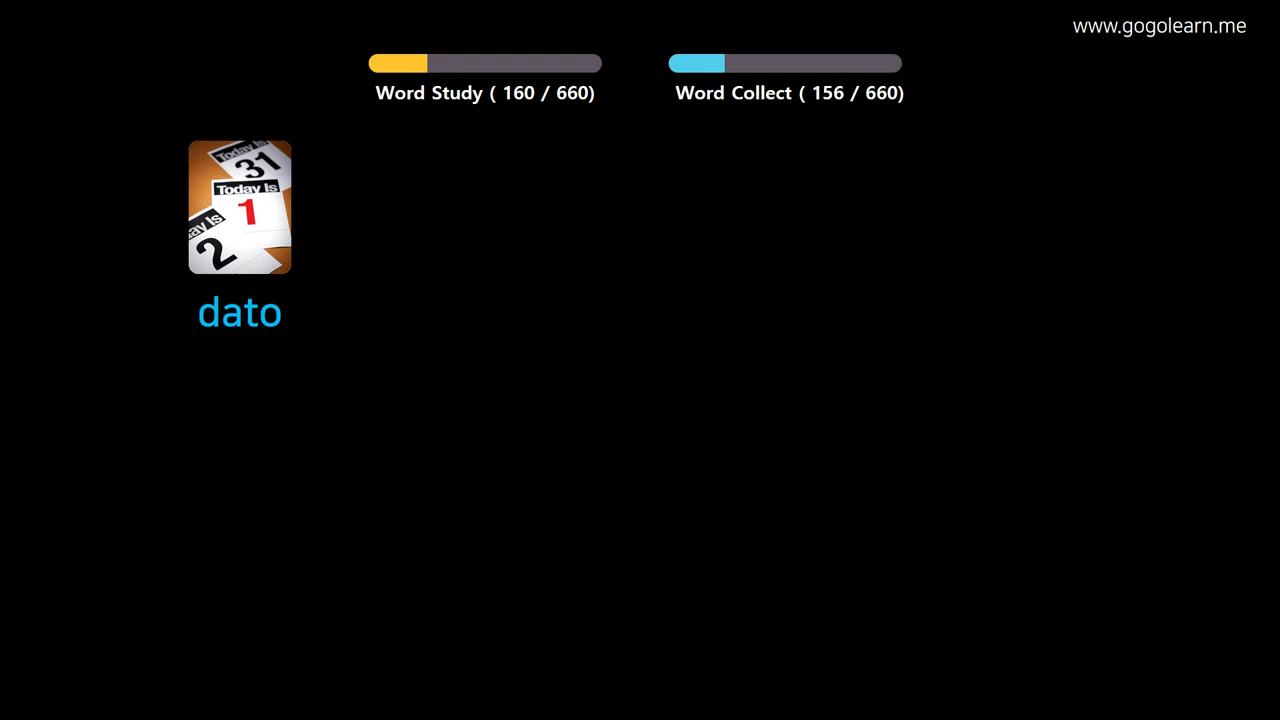 www.gogolearn.me
Word Study ( 160 / 660)
Word Collect ( 156 / 660)
Today Is
31
Today Is
1
ay Is
2
dato